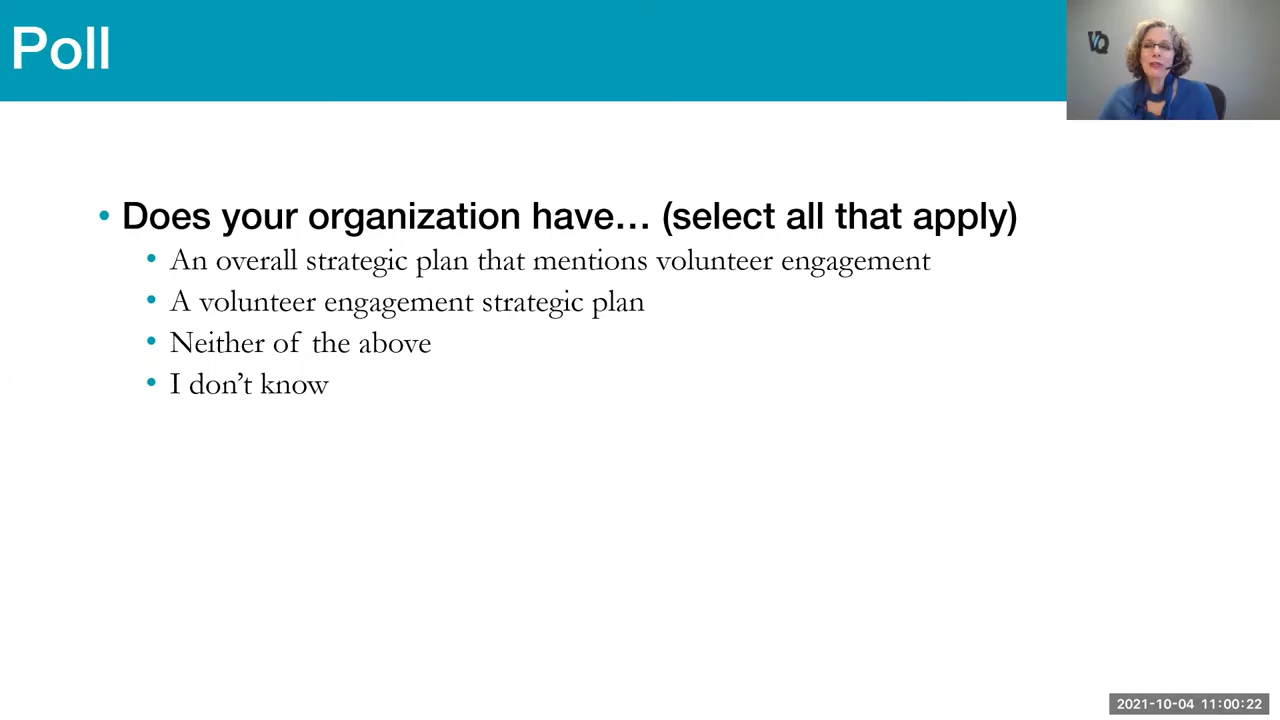 Poll
VQ
• Does your organization have… (select all that apply)
• An overall strategic plan that mentions volunteer engagement
• A volunteer engagement strategic plan
• Neither of the above
• I don’t know
2021-10-04 11:00:22